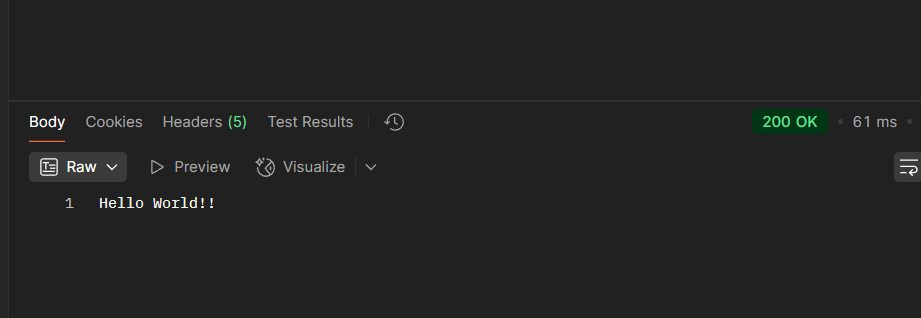 Body Cookies Headers (5) Test Results 200 OK • 61 ms •
Raw Preview Visualize
1 Hello World!!